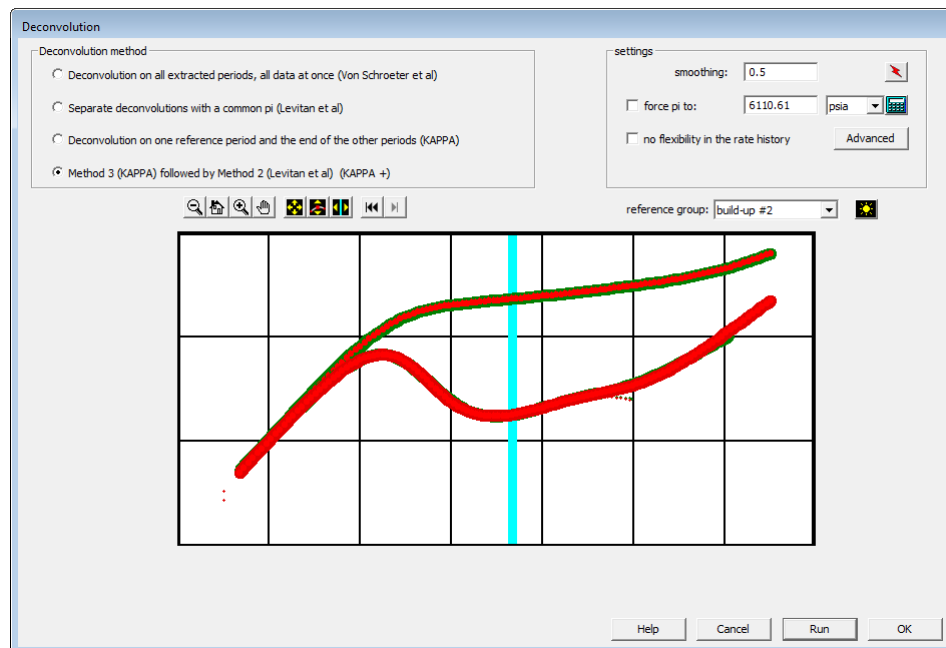 Deconvolution
Deconvolution method
Deconvolution on all extracted periods, all data at once (Von Schroeter et al)
Separate deconvolutions with a common pi (Levitan et al)
Deconvolution on one reference period and the end of the other periods (KAPPA)
Method 3 (KAPPA) followed by Method 2 (Levitan et al) (KAPPA +)
settings
smoothing: 0.5
force pi to: 6110.61 psia
no flexibility in the rate history Advanced
reference group: build-up #2
Help Cancel Run OK